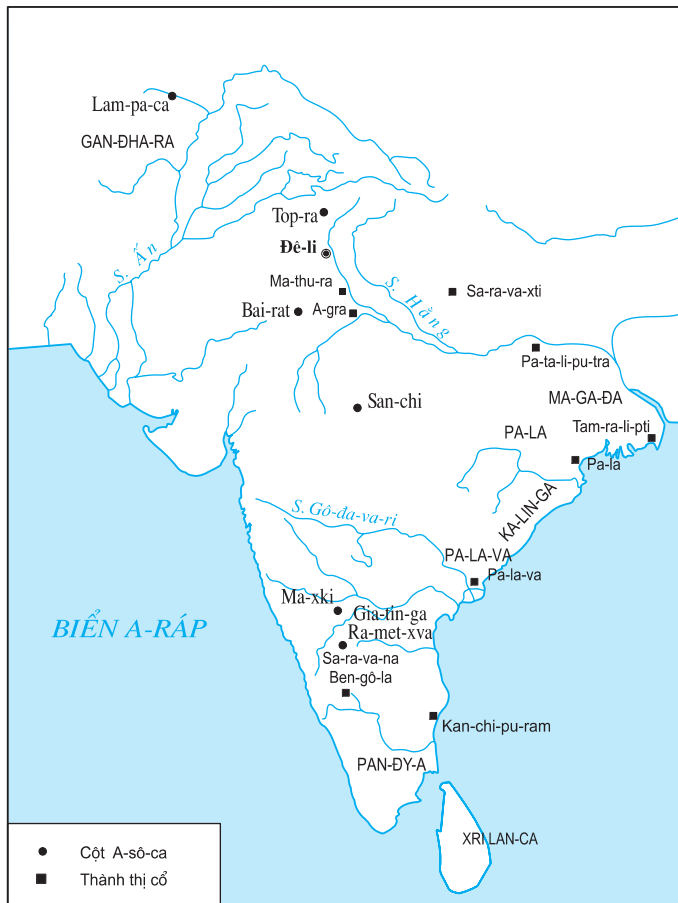 Lam-pa-ca
GAN-ĐHA-RA
Top-ra
Đê-li
S. Ấn
Ma-thu-ra
S. Hằng
Sa-ra-va-xti
Bai-rat
A-gra
Pa-ta-li-pu-tra
MA-GA-ĐA
San-chi
Tam-ra-li-pti
PA-LA
Pa-la
KA-LIN-GA
S. Gô-đa-va-ri
PA-LA-VA
Pa-la-va
Ma-xki
Gia-tin-ga
Ra-met-xva
BIỂN A-RÁP
Sa-ra-va-na
Ben-gô-la
Kan-chi-pu-ram
PAN-ĐY-A
XRI LAN-CA
Cột A-sô-ca
Thành thị cổ